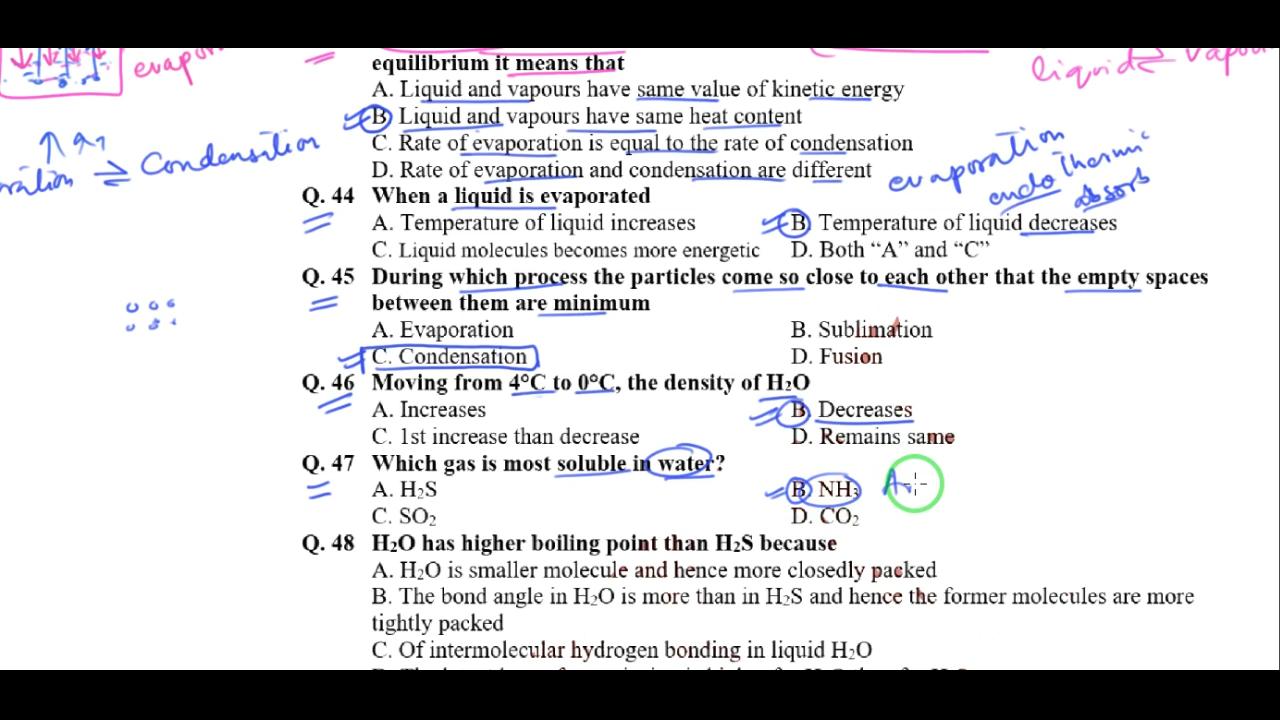 evapor
equilibrium it means that
liquid ⇌ vapour
A. Liquid and vapours have same value of kinetic energy
B. Liquid and vapours have same heat content
C. Rate of evaporation is equal to the rate of condensation
D. Rate of evaporation and condensation are different
ration ⇌ Condensation
evaporation
endothermic
absorb
Q. 44 When a liquid is evaporated
A. Temperature of liquid increases B. Temperature of liquid decreases
C. Liquid molecules becomes more energetic D. Both “A” and “C”
Q. 45 During which process the particles come so close to each other that the empty spaces
between them are minimum
A. Evaporation B. Sublimation
C. Condensation D. Fusion
Q. 46 Moving from 4°C to 0°C, the density of H₂O
A. Increases B. Decreases
C. 1st increase than decrease D. Remains same
Q. 47 Which gas is most soluble in water?
A. H₂S B. NH₃
C. SO₂ D. CO₂
Q. 48 H₂O has higher boiling point than H₂S because
A. H₂O is smaller molecule and hence more closedly packed
B. The bond angle in H₂O is more than in H₂S and hence the former molecules are more
tightly packed
C. Of intermolecular hydrogen bonding in liquid H₂O